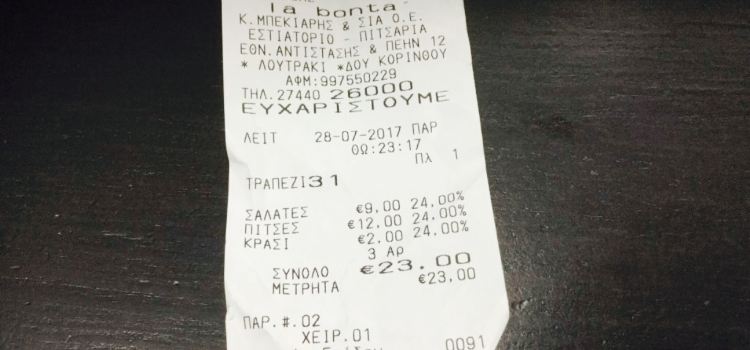 la bonta
Κ.ΜΠΕΚΙΑΡΗΣ & ΣΙΑ Ο.Ε.
ΕΣΤΙΑΤΟΡΙΟ - ΠΙΤΣΑΡΙΑ
ΕΘΝ.ΑΝΤΙΣΤΑΣΗΣ & ΠΕΗΝ 12
* ΛΟΥΤΡΑΚΙ *ΔΟΥ ΚΟΡΙΝΘΟΥ
ΑΦΜ:997550229
ΤΗΛ.27440 26000
ΕΥΧΑΡΙΣΤΟΥΜΕ
ΛΕΙΤ 28-07-2017 ΠΑΡ
ΘΩ:23:17
Πλ 1
ΤΡΑΠΕΖΙ31
ΣΑΛΑΤΕΣ €9,00 24,00%
ΠΙΤΣΕΣ €12,00 24,00%
ΚΡΑΣΙ €2,00 24,00%
3 Αρ
ΣΥΝΟΛΟ €23,00
ΜΕΤΡΗΤΑ €23,00
ΠΑΡ.#.02
ΧΕΙΡ.01
0091